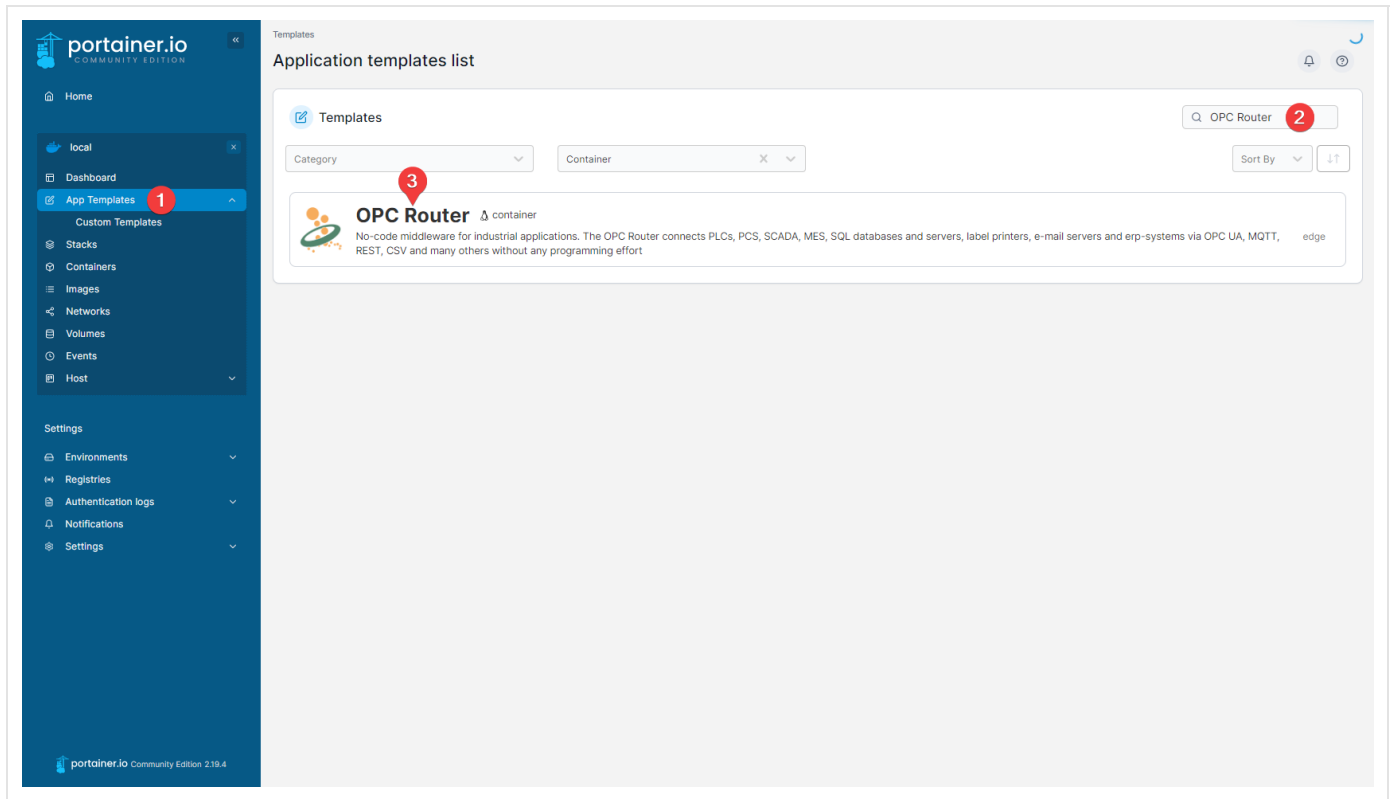 portainer.io
COMMUNITY EDITION
Home
local
Dashboard
App Templates 1
Custom Templates
Stacks
Containers
Images
Networks
Volumes
Events
Host
Settings
Environments
Registries
Authentication logs
Notifications
Settings
portainer.io Community Edition 2.19.4
Templates
Application templates list
Templates
OPC Router 2
Category
Container X
Sort By
3
OPC Router container
No-code middleware for industrial applications. The OPC Router connects PLCs, PCS, SCADA, MES, SQL databases and servers, label printers, e-mail servers and erp-systems via OPC UA, MQTT,
REST, CSV and many others without any programming effort
edge